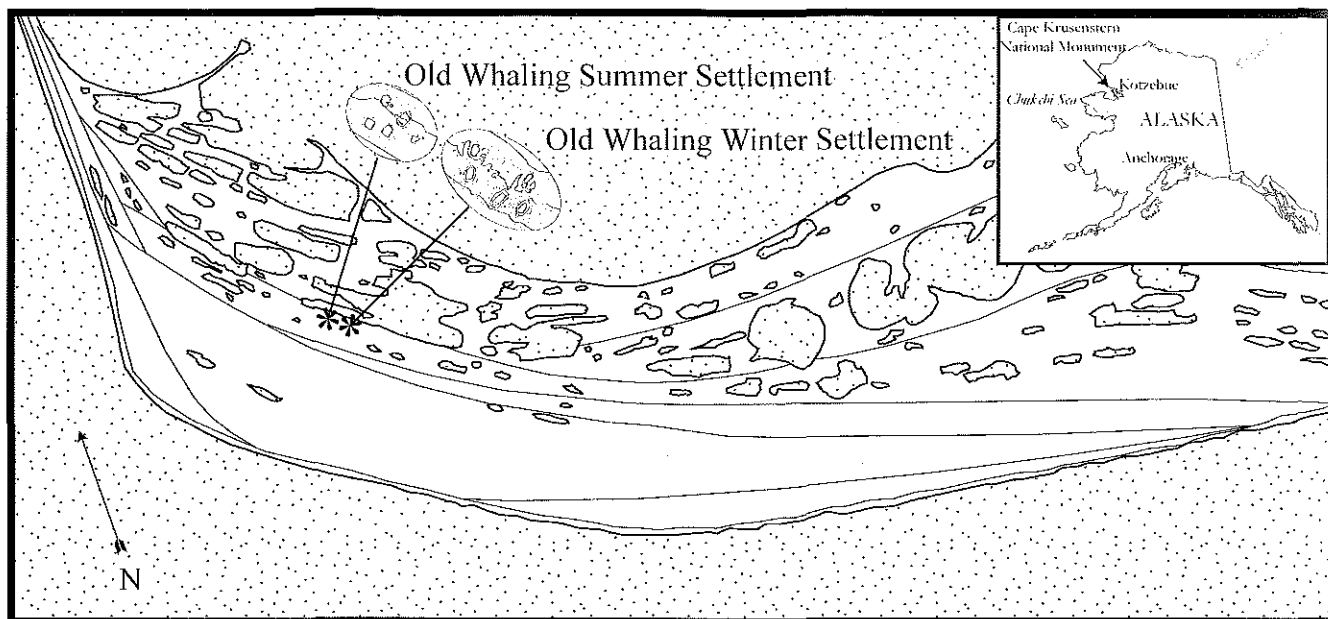 Old Whaling Summer Settlement
Old Whaling Winter Settlement
Cape Krusenstern
National Monument
Kotzebue
Chukchi Sea
ALASKA
Anchorage
N